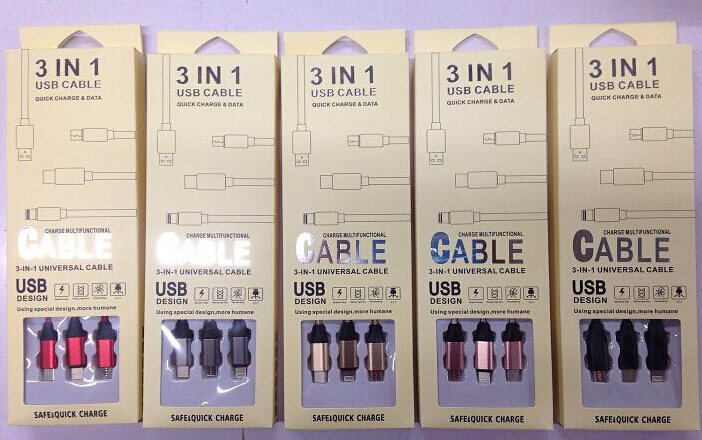 3 IN 1
USB CABLE
QUICK CHARGE & DATA
CHARGE MULTIFUNCTIONAL
CABLE
3-IN-1 UNIVERSAL CABLE
USB
DESIGN
Using special design,more humane
SAFE&QUICK CHARGE
3 IN 1
USB CABLE
QUICK CHARGE & DATA
CHARGE MULTIFUNCTIONAL
CABLE
3-IN-1 UNIVERSAL CABLE
USB
DESIGN
Using special design,more humane
SAFE&QUICK CHARGE
3 IN 1
USB CABLE
QUICK CHARGE & DATA
CHARGE MULTIFUNCTIONAL
CABLE
3-IN-1 UNIVERSAL CABLE
USB
DESIGN
Using special design,more humane
SAFE&QUICK CHARGE
3 IN 1
USB CABLE
QUICK CHARGE & DATA
CHARGE MULTIFUNCTIONAL
CABLE
3-IN-1 UNIVERSAL CABLE
USB
DESIGN
Using special design,more humane
SAFE&QUICK CHARGE
3 IN 1
USB CABLE
QUICK CHARGE & DATA
CHARGE MULTIFUNCTIONAL
CABLE
3-IN-1 UNIVERSAL CABLE
USB
DESIGN
Using special design,more humane
SAFE&QUICK CHARGE